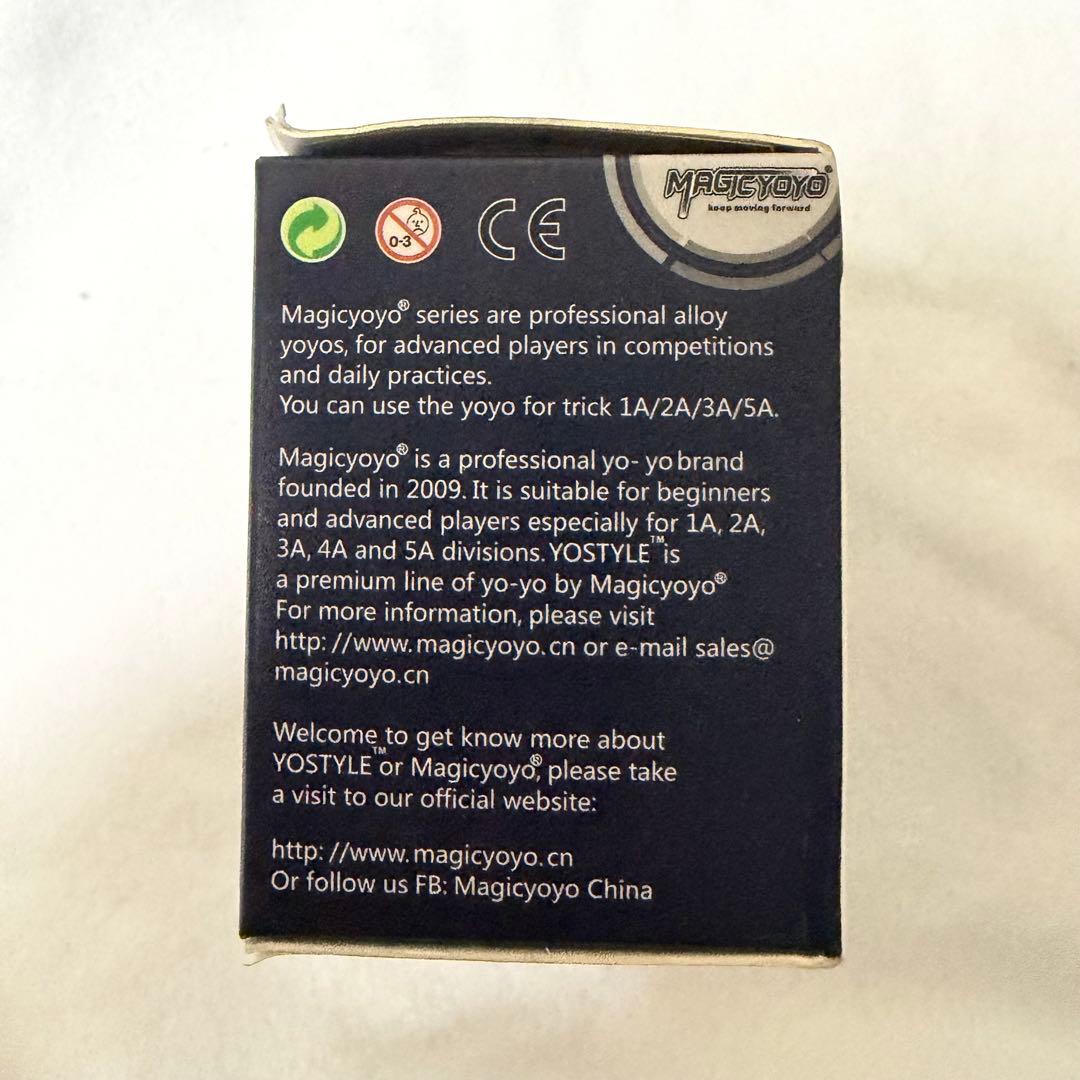 MAGICYOYO®
keep moving forward
0-3
CE
Magicyoyo® series are professional alloy
yoyos, for advanced players in competitions
and daily practices.
You can use the yoyo for trick 1A/2A/3A/5A.
Magicyoyo® is a professional yo- yo brand
founded in 2009. It is suitable for beginners
and advanced players especially for 1A, 2A,
3A, 4A and 5A divisions. YOSTYLE™ is
a premium line of yo-yo by Magicyoyo®
For more information, please visit
http: //www. magicyoyo. cn or e-mail sales@
magicyoyo.cn
Welcome to get know more about
YOSTYLE™ or Magicyoyo®, please take
a visit to our official website:
http: //www. magicyoyo. cn
Or follow us FB: Magicyoyo China